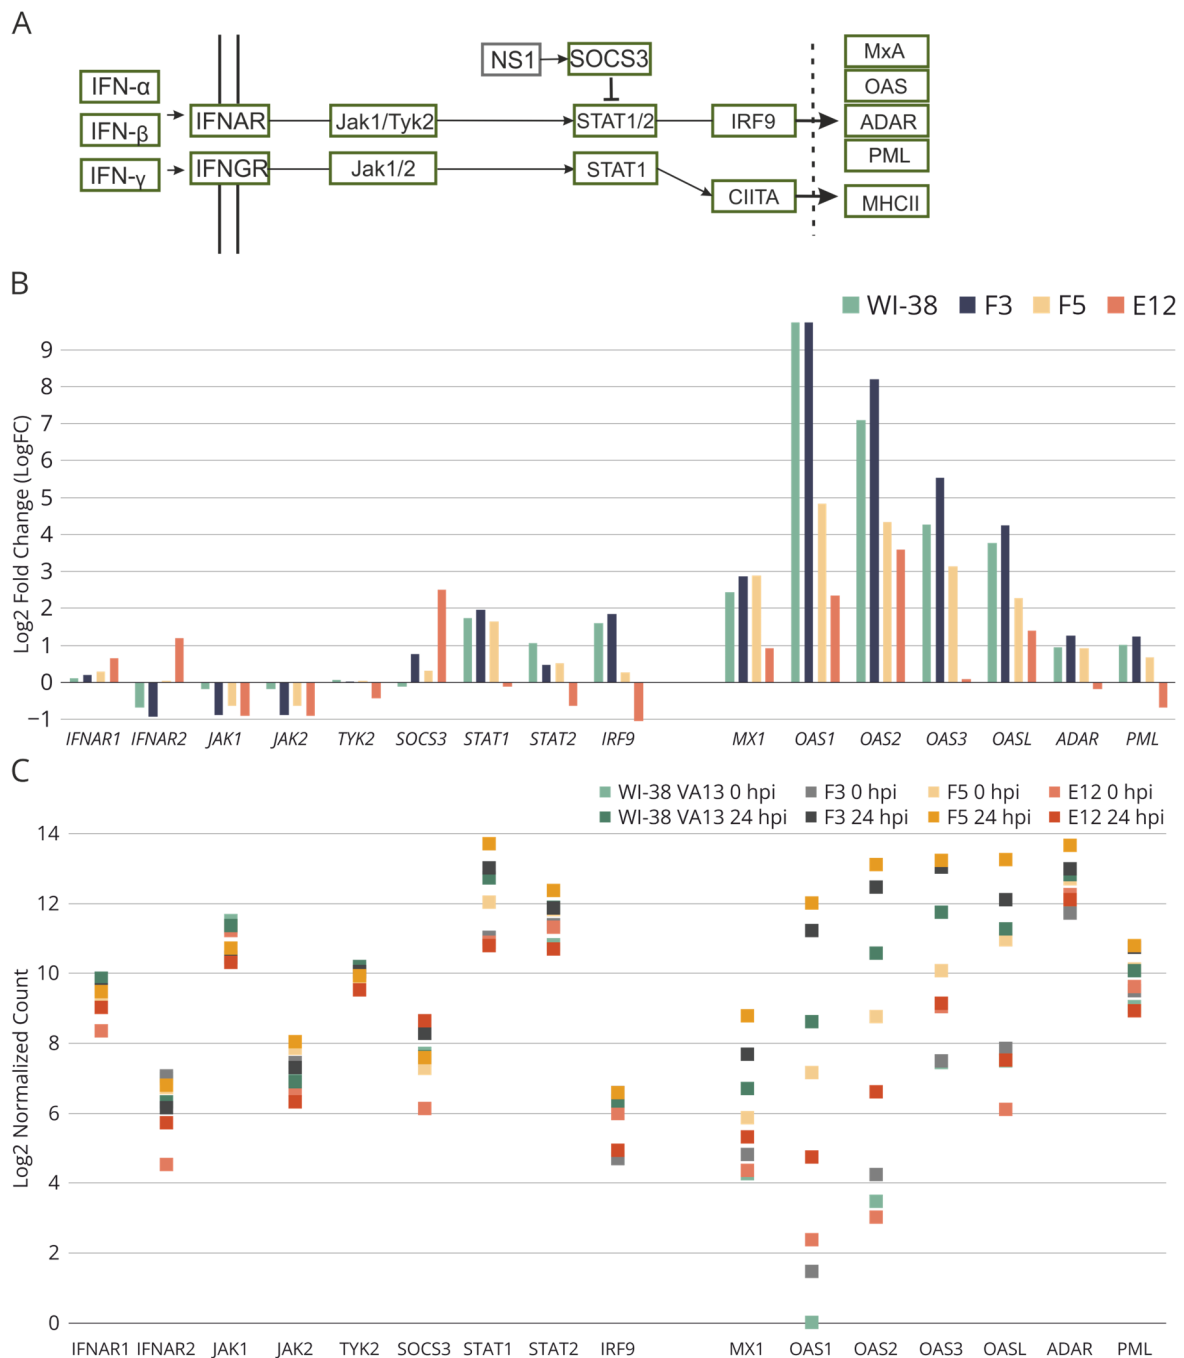 A
NS1 SOCS3 MxA
IFN-α OAS
IFN-β IFNAR Jak1/Tyk2 STAT1/2 IRF9 ADAR
IFN-γ IFNGR Jak1/2 STAT1 PML
CIITA MHCII
B
WI-38 F3 F5 E12
Log2 Fold Change (LogFC)
9
8
7
6
5
4
3
2
1
0
−1
IFNAR1 IFNAR2 JAK1 JAK2 TYK2 SOCS3 STAT1 STAT2 IRF9 MX1 OAS1 OAS2 OAS3 OASL ADAR PML
C
WI-38 VA13 0 hpi F3 0 hpi F5 0 hpi E12 0 hpi
WI-38 VA13 24 hpi F3 24 hpi F5 24 hpi E12 24 hpi
Log2 Normalized Count
14
12
10
8
6
4
2
0
IFNAR1 IFNAR2 JAK1 JAK2 TYK2 SOCS3 STAT1 STAT2 IRF9 MX1 OAS1 OAS2 OAS3 OASL ADAR PML